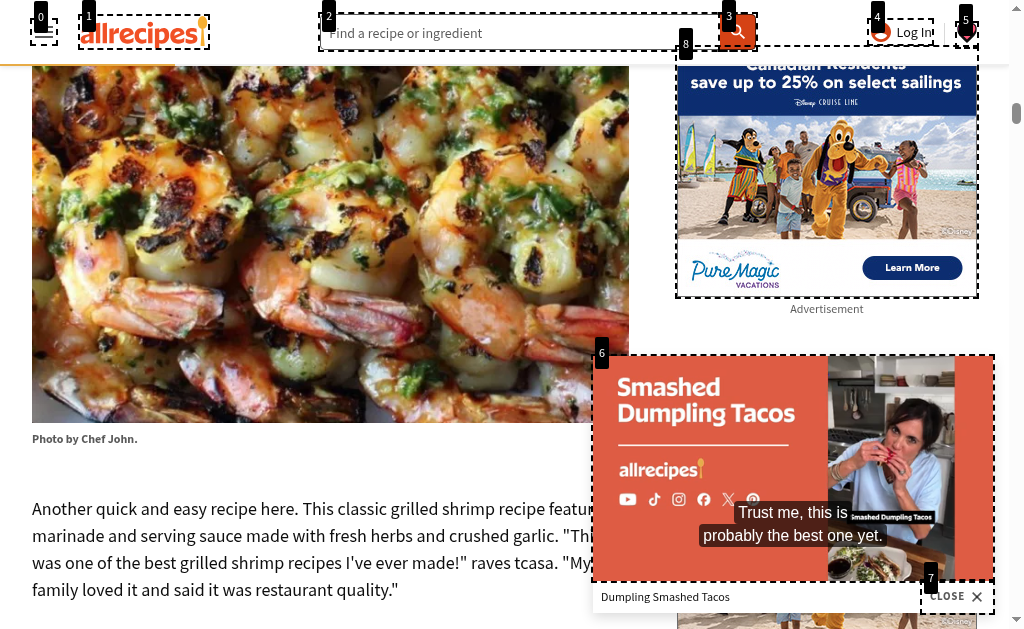 0
1
2
3
4
5
allrecipes
Find a recipe or ingredient
Log In
8
Canadian Residents
save up to 25% on select sailings
Disney CRUISE LINE
©Disney
Pure Magic
VACATIONS
Learn More
Advertisement
Photo by Chef John.
6
Smashed
Dumpling Tacos
allrecipes
Trust me, this is
probably the best one yet.
Smashed Dumpling Tacos
7
Dumpling Smashed Tacos
CLOSE
Another quick and easy recipe here. This classic grilled shrimp recipe
marinade and serving sauce made with fresh herbs and crushed garlic.
was one of the best grilled shrimp recipes I've ever made!" raves tcasa. "My
family loved it and said it was restaurant quality."
©Disney